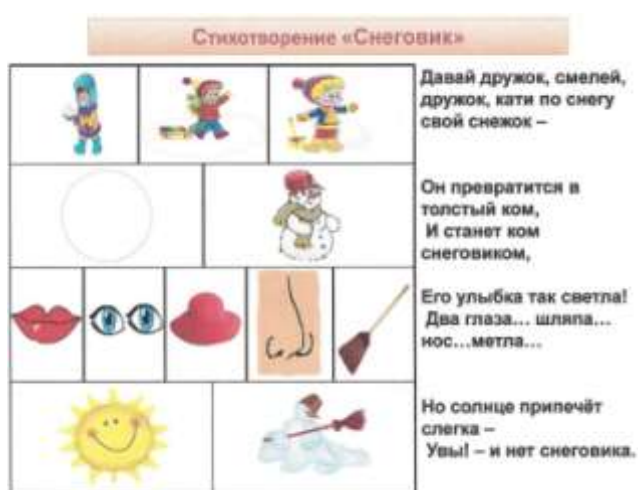 Стихотворение «Снеговик»
Давай дружок, смелей,
дружок, кати по снегу
свой снежок –
Он превратится в
толстый ком,
И станет ком
снеговиком,
Его улыбка так светла!
Два глаза... шляпа...
нос...метла...
Но солнце припечёт
слегка –
Увы! – и нет снеговика.